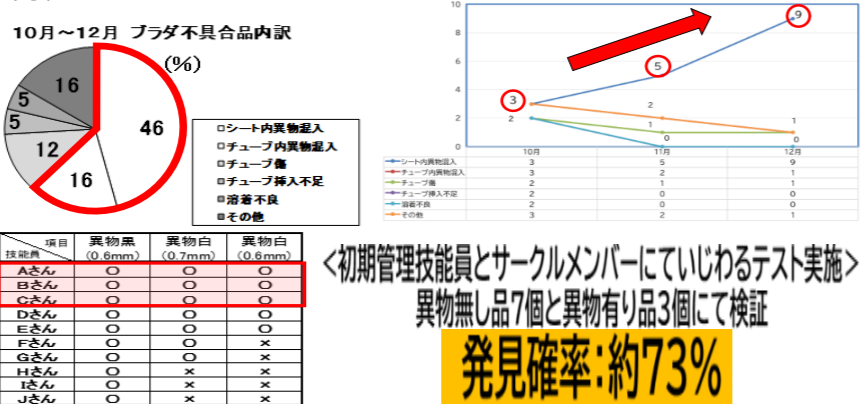 10月～12月 ブラダ不具合品内訳
(%)
46
16
12
5
5
16
□シート内異物混入
□チューブ内異物混入
□チューブ傷
□チューブ挿入不足
□溶着不良
□その他
10
8
6
4
2
0
3
5
9
2
2
1
0
1
0
10月 11月 12月
シート内異物混入 3 5 9
チューブ内異物混入 3 2 1
チューブ傷 2 1 1
チューブ挿入不足 2 0 0
溶着不良 2 0 0
その他 3 2 1
項目 異物黒 異物白 異物白
技能員 (0.6mm) (0.7mm) (0.6mm)
Aさん ○ ○ ○
Bさん ○ ○ ○
Cさん ○ ○ ○
Dさん ○ ○ ○
Eさん ○ ○ ○
Fさん ○ ○ ×
Gさん ○ ○ ×
Hさん ○ × ×
Iさん ○ × ×
Jさん ○ × ×
<初期管理技能員とサークルメンバーにていじわるテスト実施>
異物無し品7個と異物有り品3個にて検証
発見確率:約73%